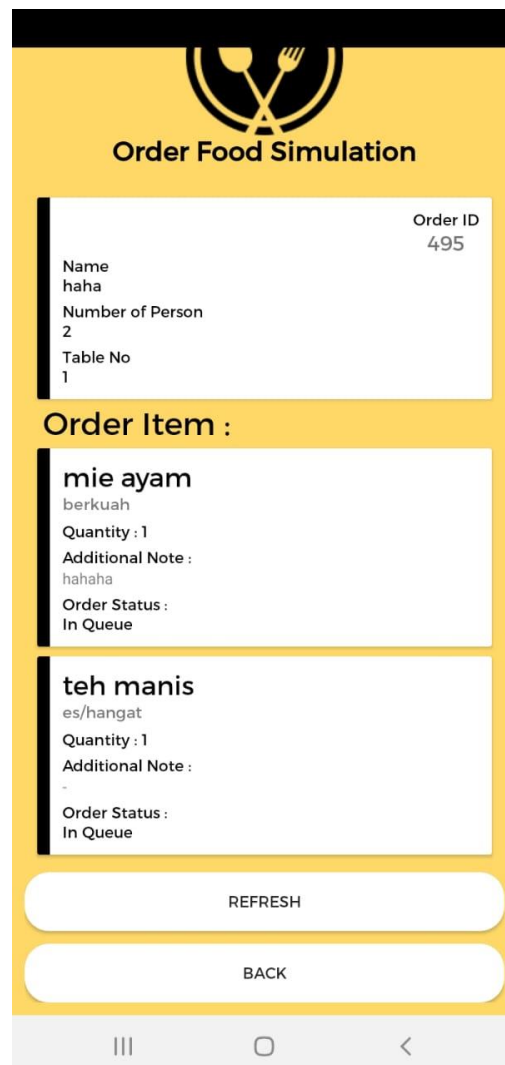 Order Food Simulation
Order ID
495
Name
haha
Number of Person
2
Table No
1
Order Item :
mie ayam
berkuah
Quantity : 1
Additional Note :
hahaha
Order Status :
In Queue
teh manis
es/hangat
Quantity : 1
Additional Note :
-
Order Status :
In Queue
REFRESH
BACK